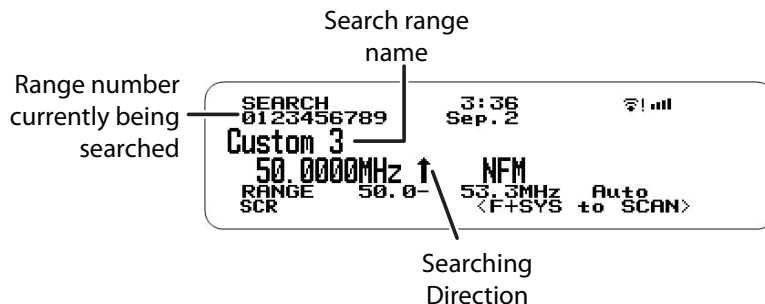 Search range
name
Range number
currently being
searched
SEARCH 3:36
0123456789 Sep.2
Custom 3
50.0000MHz ↑ NFM
RANGE 50.0- 53.3MHz Auto
SCR <F+SYS to SCAN>
Searching
Direction